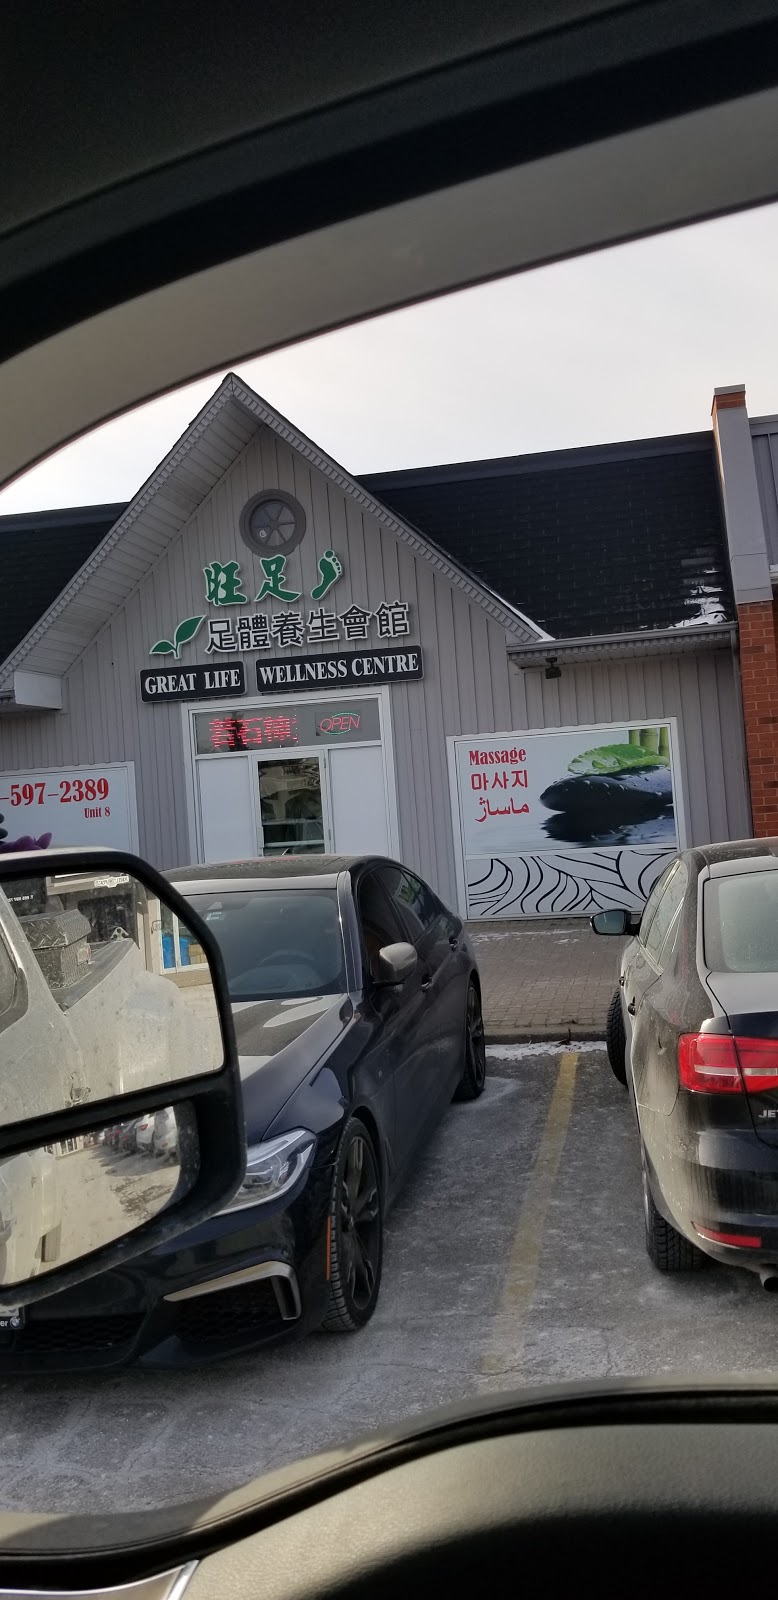 旺足
足體養生會館
GREAT LIFE WELLNESS CENTRE
OPEN
-597-2389
Unit 8
Massage
마사지
ماساژ
JET